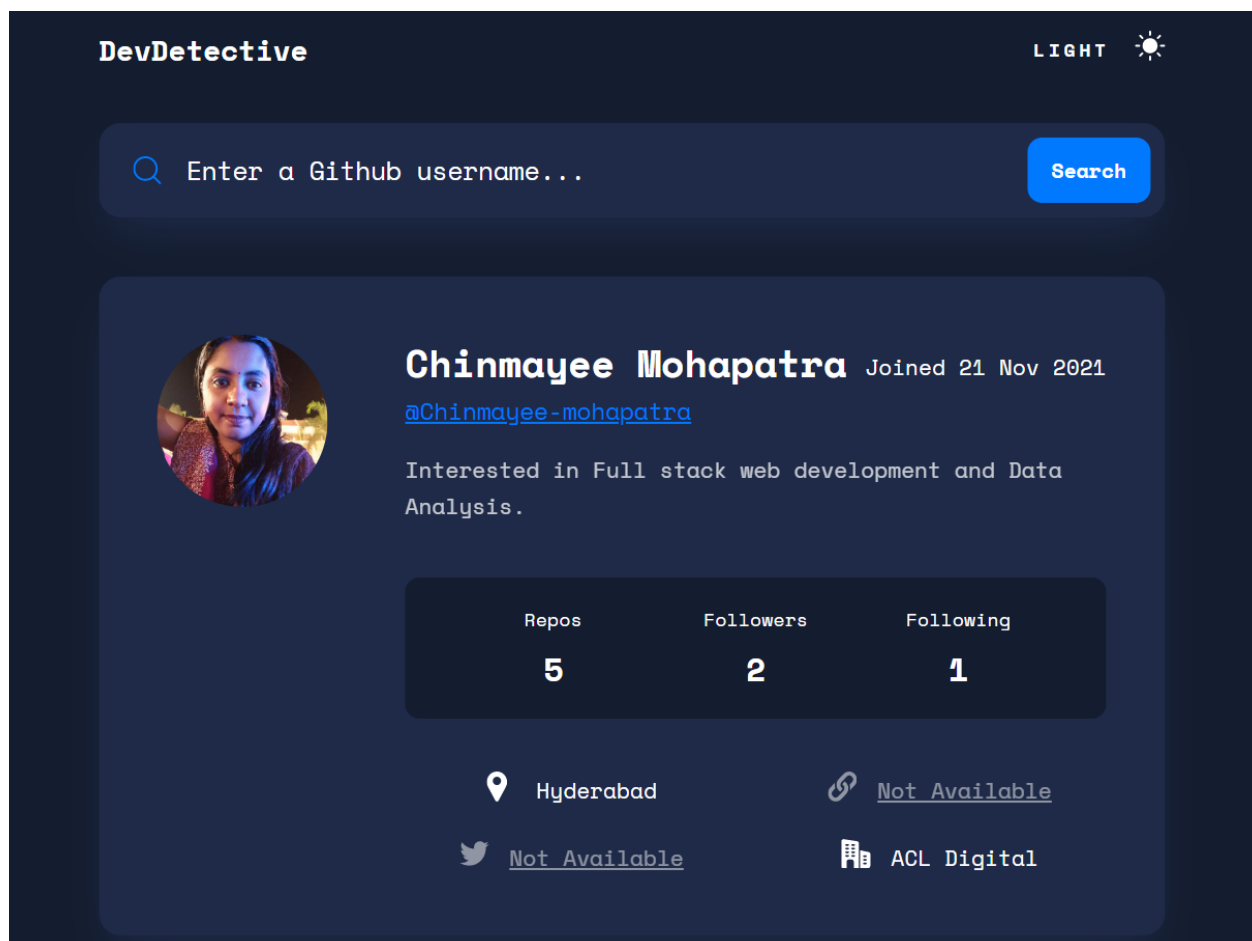 DevDetective
LIGHT
Enter a Github username...
Search
Chinmayee Mohapatra
Joined 21 Nov 2021
@Chinmayee-mohapatra
Interested in Full stack web development and Data
Analysis.
Repos Followers Following
5 2 1
Hyderabad
Not Available
Not Available
ACL Digital